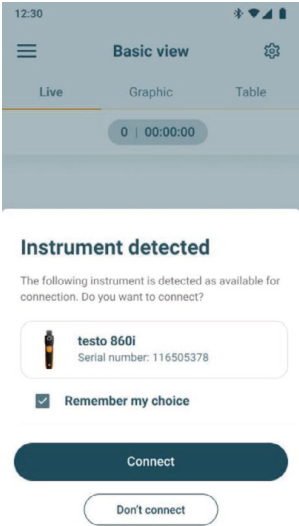 12:30
Basic view
Live Graphic Table
0 | 00:00:00
Instrument detected
The following instrument is detected as available for
connection. Do you want to connect?
testo 860i
Serial number: 116505378
Remember my choice
Connect
Don't connect